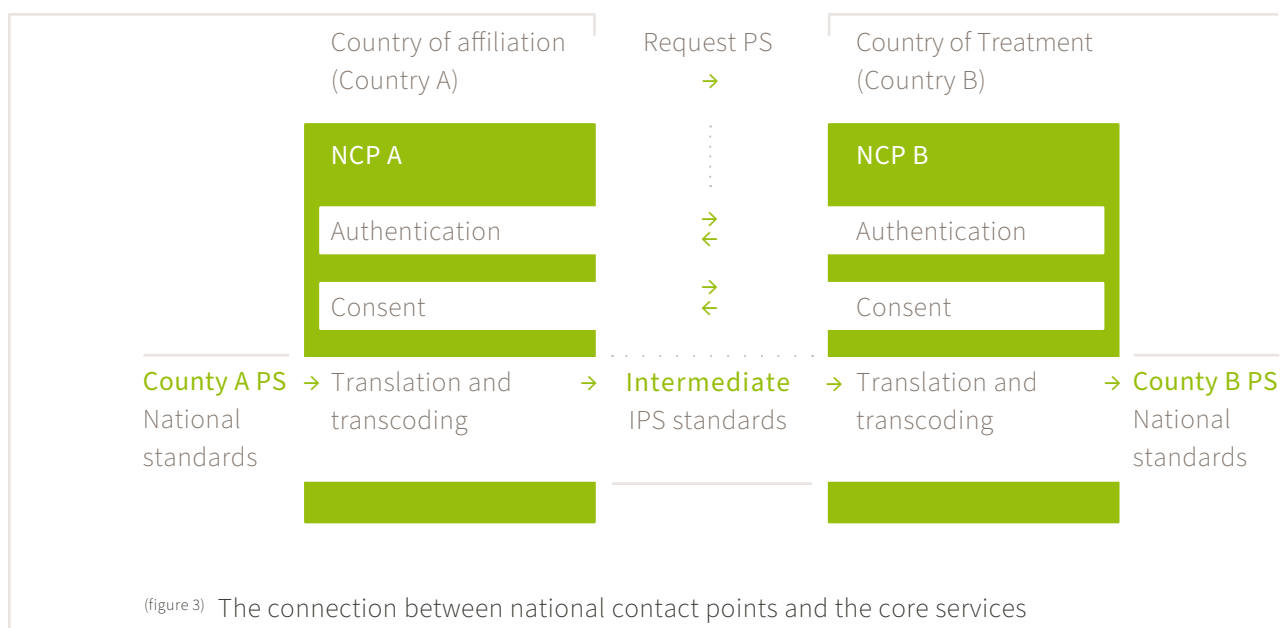 Country of affiliation
(Country A)
Request PS
→
Country of Treatment
(Country B)
NCP A
NCP B
Authentication
→
←
Authentication
Consent
→
←
Consent
County A PS
National
standards
→ Translation and
transcoding
→ Intermediate
IPS standards
→ Translation and
transcoding
→ County B PS
National
standards
(figure 3) The connection between national contact points and the core services